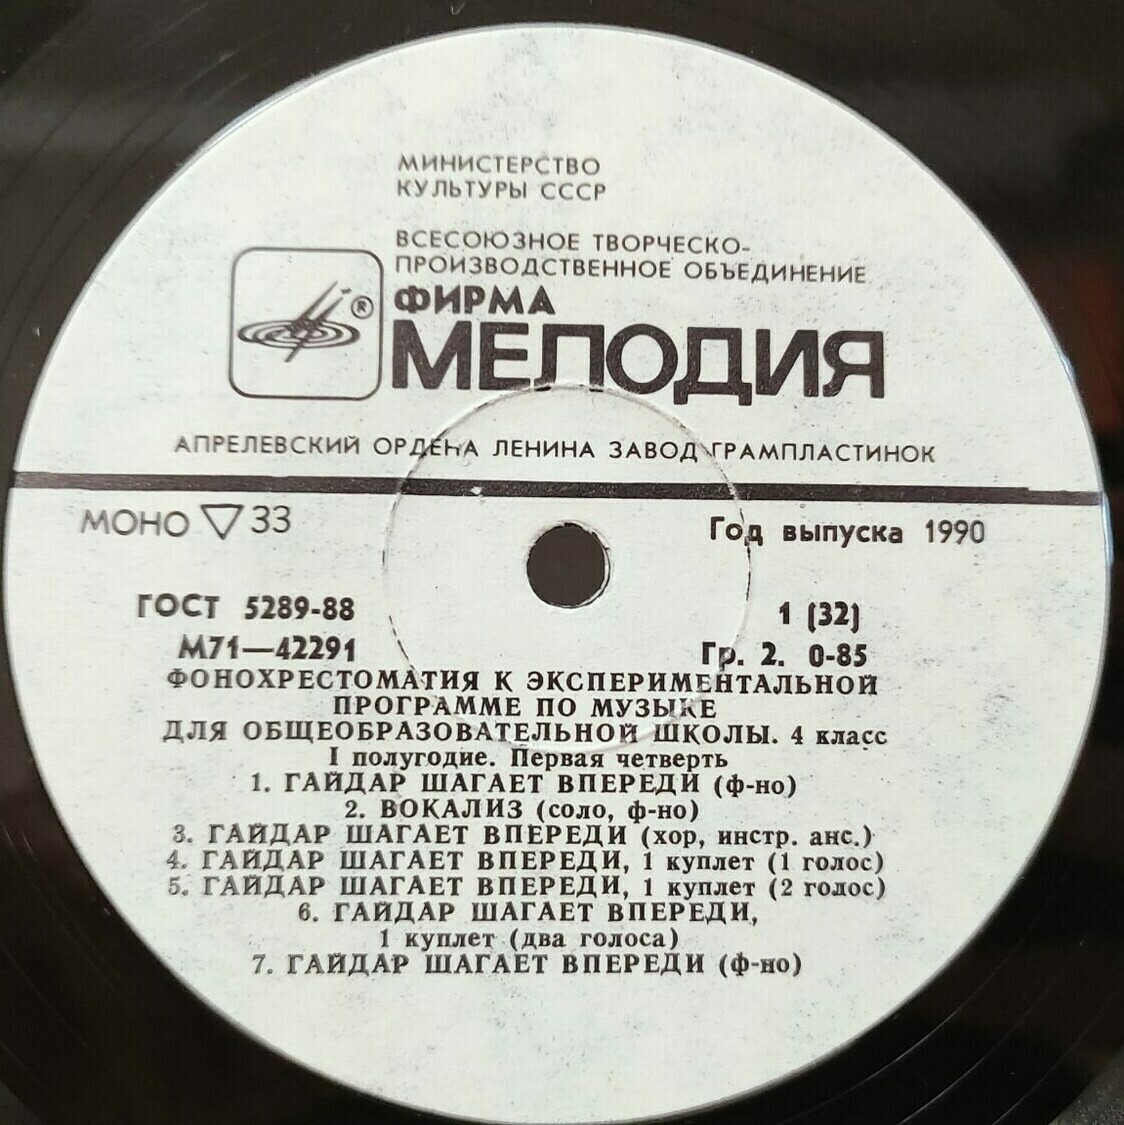 МИНИСТЕРСТВО
КУЛЬТУРЫ СССР
ВСЕСОЮЗНОЕ ТВОРЧЕСКО-
ПРОИЗВОДСТВЕННОЕ ОБЪЕДИНЕНИЕ
®
ФИРМА
МЕЛОДИЯ
АПРЕЛЕВСКИЙ ОРДЕНА ЛЕНИНА ЗАВОД ГРАМПЛАСТИНОК
МОНО ▽ 33 Год выпуска 1990
ГОСТ 5289-88 1 (32)
М71—42291 Гр. 2. 0-85
ФОНОХРЕСТОМАТИЯ К ЭКСПЕРИМЕНТАЛЬНОЙ
ПРОГРАММЕ ПО МУЗЫКЕ
ДЛЯ ОБЩЕОБРАЗОВАТЕЛЬНОЙ ШКОЛЫ. 4 класс
I полугодие. Первая четверть
1. ГАЙДАР ШАГАЕТ ВПЕРЕДИ (ф-но)
2. ВОКАЛИЗ (соло, ф-но)
3. ГАЙДАР ШАГАЕТ ВПЕРЕДИ (хор, инстр. анс.)
4. ГАЙДАР ШАГАЕТ ВПЕРЕДИ, 1 куплет (1 голос)
5. ГАЙДАР ШАГАЕТ ВПЕРЕДИ, 1 куплет (2 голос)
6. ГАЙДАР ШАГАЕТ ВПЕРЕДИ,
1 куплет (два голоса)
7. ГАЙДАР ШАГАЕТ ВПЕРЕДИ (ф-но)